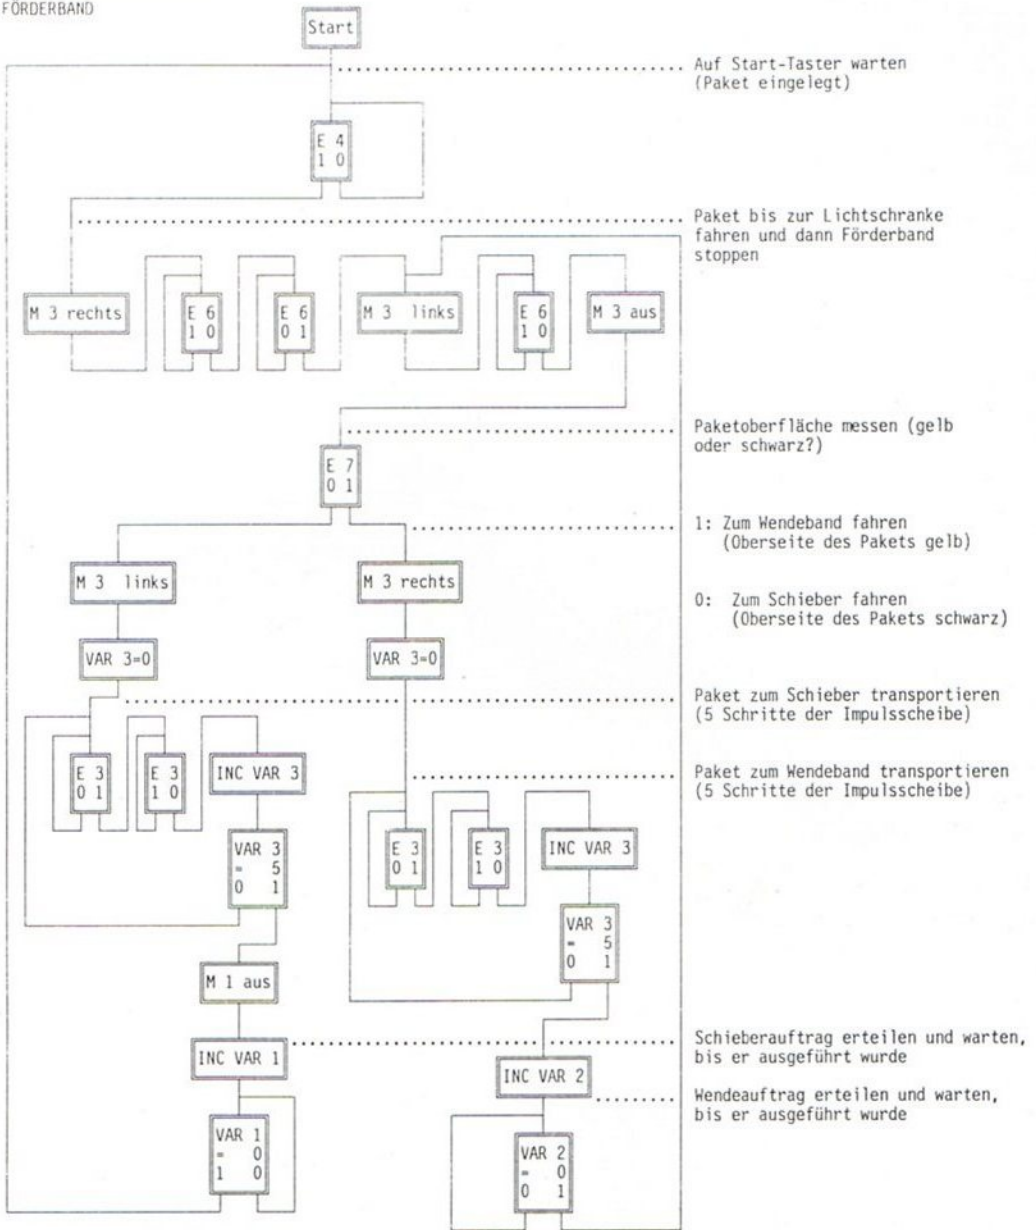 FÖRDERBAND
Start
Auf Start-Taster warten
(Paket eingelegt)
E 4
1 0
Paket bis zur Lichtschranke
fahren und dann Förderband
stoppen
M 3 rechts
E 6
1 0
E 6
0 1
M 3 links
E 6
1 0
M 3 aus
Paketoberfläche messen (gelb
oder schwarz?)
E 7
0 1
1: Zum Wendeband fahren
(Oberseite des Pakets gelb)
M 3 links
M 3 rechts
0: Zum Schieber fahren
(Oberseite des Pakets schwarz)
VAR 3=0
VAR 3=0
Paket zum Schieber transportieren
(5 Schritte der Impulsscheibe)
E 3
0 1
E 3
1 0
INC VAR 3
Paket zum Wendeband transportieren
(5 Schritte der Impulsscheibe)
VAR 3
= 5
0 1
E 3
0 1
E 3
1 0
INC VAR 3
VAR 3
= 5
0 1
M 1 aus
Schieberauftrag erteilen und warten,
bis er ausgeführt wurde
INC VAR 1
INC VAR 2
Wendeauftrag erteilen und warten,
bis er ausgeführt wurde
VAR 1
= 0
1 0
VAR 2
= 0
0 1